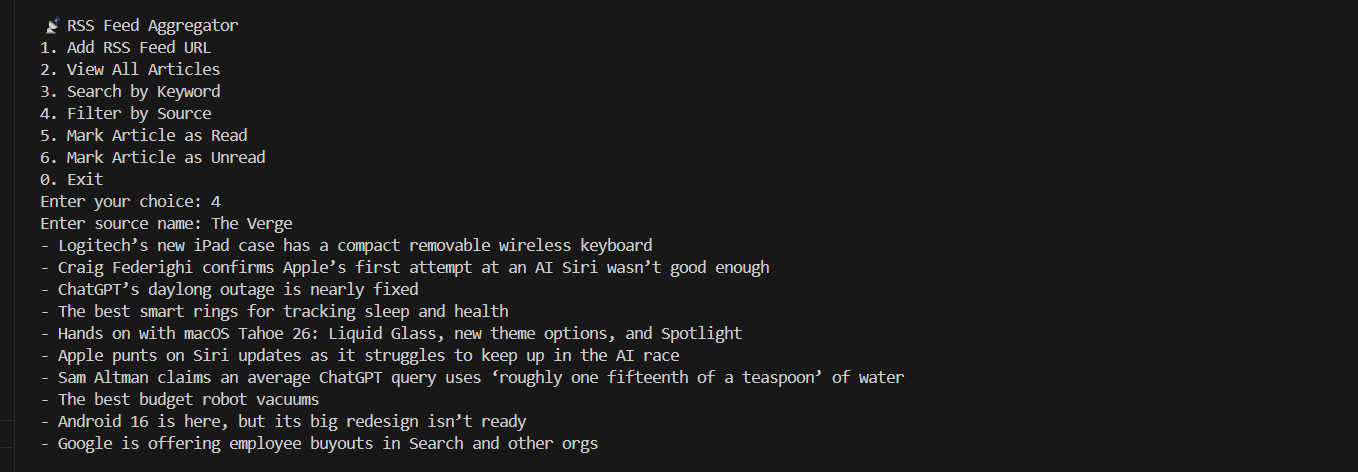 📡 RSS Feed Aggregator
1. Add RSS Feed URL
2. View All Articles
3. Search by Keyword
4. Filter by Source
5. Mark Article as Read
6. Mark Article as Unread
0. Exit
Enter your choice: 4
Enter source name: The Verge
- Logitech’s new iPad case has a compact removable wireless keyboard
- Craig Federighi confirms Apple’s first attempt at an AI Siri wasn’t good enough
- ChatGPT’s daylong outage is nearly fixed
- The best smart rings for tracking sleep and health
- Hands on with macOS Tahoe 26: Liquid Glass, new theme options, and Spotlight
- Apple punts on Siri updates as it struggles to keep up in the AI race
- Sam Altman claims an average ChatGPT query uses ‘roughly one fifteenth of a teaspoon’ of water
- The best budget robot vacuums
- Android 16 is here, but its big redesign isn’t ready
- Google is offering employee buyouts in Search and other orgs